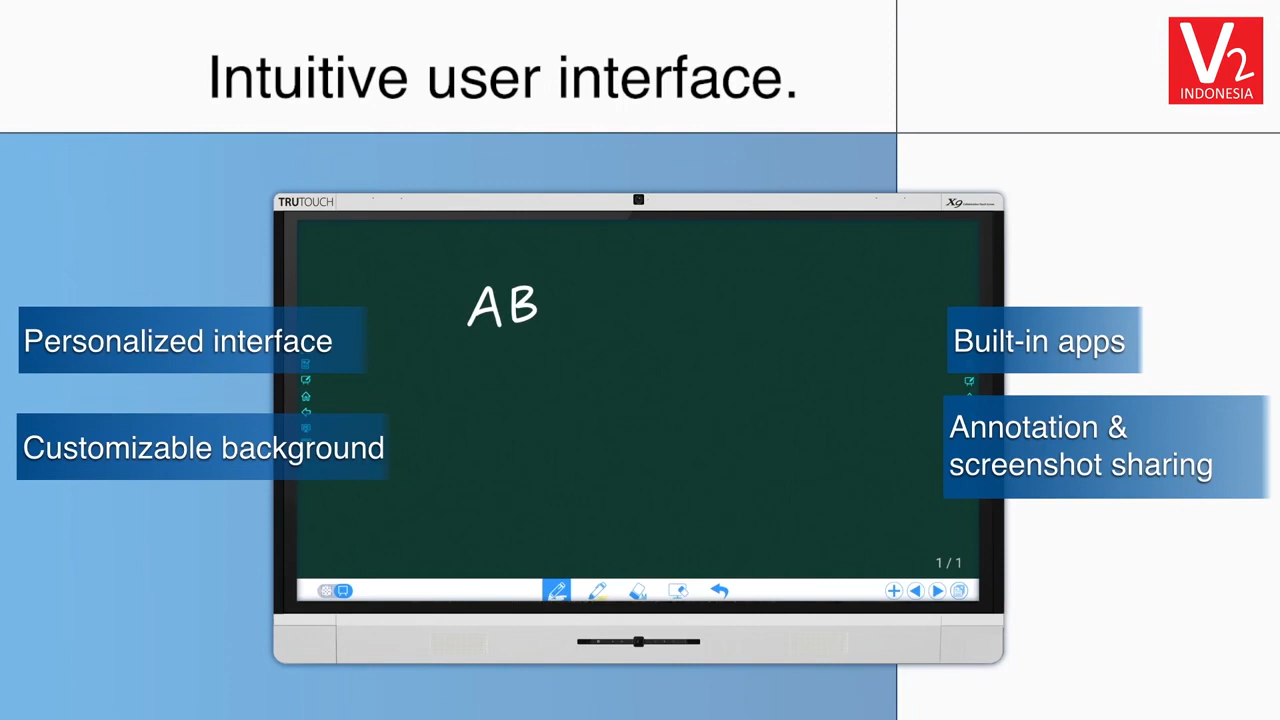 Intuitive user interface.
V2
INDONESIA
TRUTOUCH
X9
Personalized interface
Customizable background
AB
Built-in apps
Annotation &
screenshot sharing
1 / 1